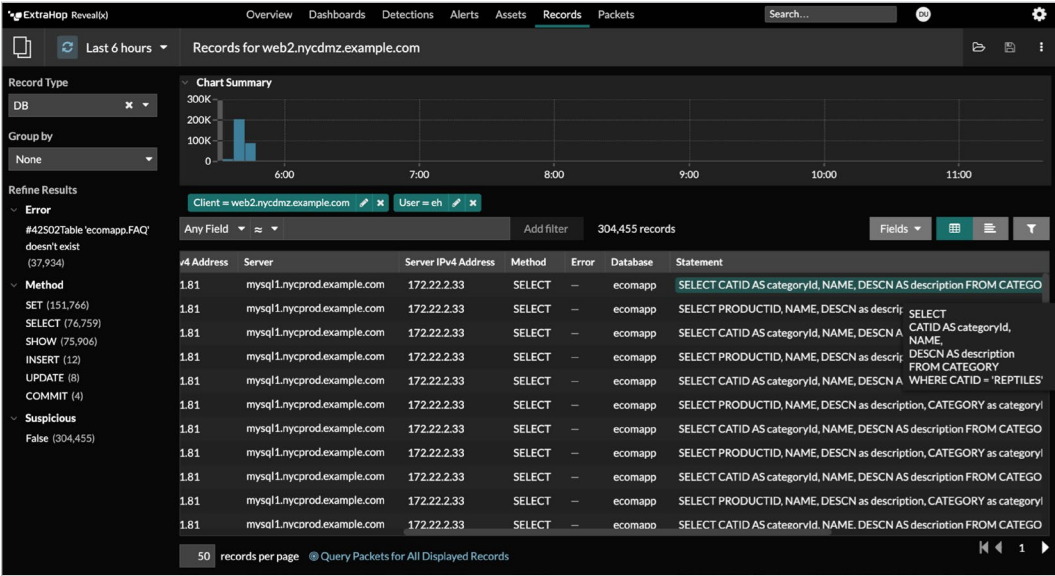 ExtraHop Reveal(x)
Overview Dashboards Detections Alerts Assets Records Packets
Search...
DU
Last 6 hours
Records for web2.nycdmz.example.com
Record Type
DB
Group by
None
Refine Results
Error
#42S02Table 'ecomapp.FAQ'
doesn't exist
(37,934)
Method
SET (151,766)
SELECT (76,759)
SHOW (75,906)
INSERT (12)
UPDATE (8)
COMMIT (4)
Suspicious
False (304,455)
Chart Summary
300K
200K
100K
0
6:00 7:00 8:00 9:00 10:00 11:00
Client = web2.nycdmz.example.com User = eh
Any Field ≈ Add filter 304,455 records Fields
v4 Address Server Server IPv4 Address Method Error Database Statement
1.81 mysql1.nycprod.example.com 172.22.2.33 SELECT — ecomapp SELECT CATID AS categoryId, NAME, DESCN AS description FROM CATEGO
1.81 mysql1.nycprod.example.com 172.22.2.33 SELECT — ecomapp SELECT PRODUCTID, NAME, DESCN as descrip
1.81 mysql1.nycprod.example.com 172.22.2.33 SELECT — ecomapp SELECT CATID AS categoryId, NAME, DESCN A
1.81 mysql1.nycprod.example.com 172.22.2.33 SELECT — ecomapp SELECT PRODUCTID, NAME, DESCN as descrip
1.81 mysql1.nycprod.example.com 172.22.2.33 SELECT — ecomapp SELECT CATID AS categoryId, NAME, DESCN A
1.81 mysql1.nycprod.example.com 172.22.2.33 SELECT — ecomapp SELECT PRODUCTID, NAME, DESCN as description, CATEGORY as categoryI
1.81 mysql1.nycprod.example.com 172.22.2.33 SELECT — ecomapp SELECT CATID AS categoryId, NAME, DESCN AS description FROM CATEGO
1.81 mysql1.nycprod.example.com 172.22.2.33 SELECT — ecomapp SELECT PRODUCTID, NAME, DESCN as description, CATEGORY as categoryI
1.81 mysql1.nycprod.example.com 172.22.2.33 SELECT — ecomapp SELECT CATID AS categoryId, NAME, DESCN AS description FROM CATEGO
1.81 mysql1.nycprod.example.com 172.22.2.33 SELECT — ecomapp SELECT PRODUCTID, NAME, DESCN as description, CATEGORY as categoryI
1.81 mysql1.nycprod.example.com 172.22.2.33 SELECT — ecomapp SELECT CATID AS categoryId, NAME, DESCN AS description FROM CATEGO
SELECT
CATID AS categoryId,
NAME,
DESCN AS description
FROM CATEGORY
WHERE CATID = 'REPTILES'
50 records per page Query Packets for All Displayed Records
1